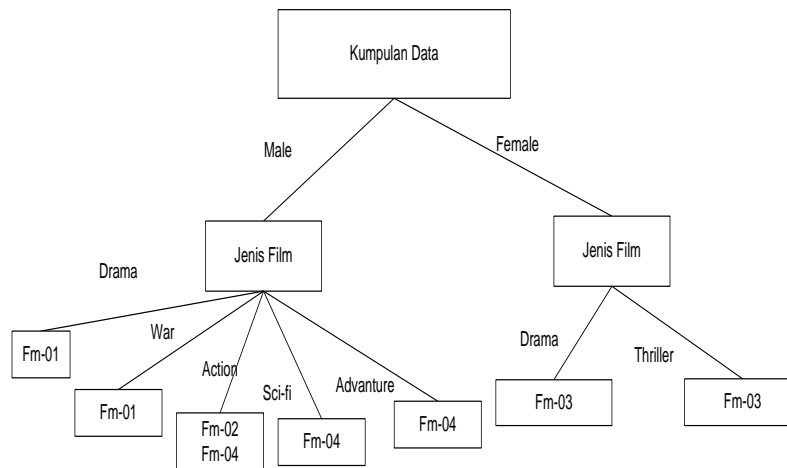 Kumpulan Data
Male
Female
Jenis Film
Jenis Film
Drama
War
Action
Sci-fi
Advanture
Drama
Thriller
Fm-01
Fm-01
Fm-02
Fm-04
Fm-04
Fm-04
Fm-03
Fm-03